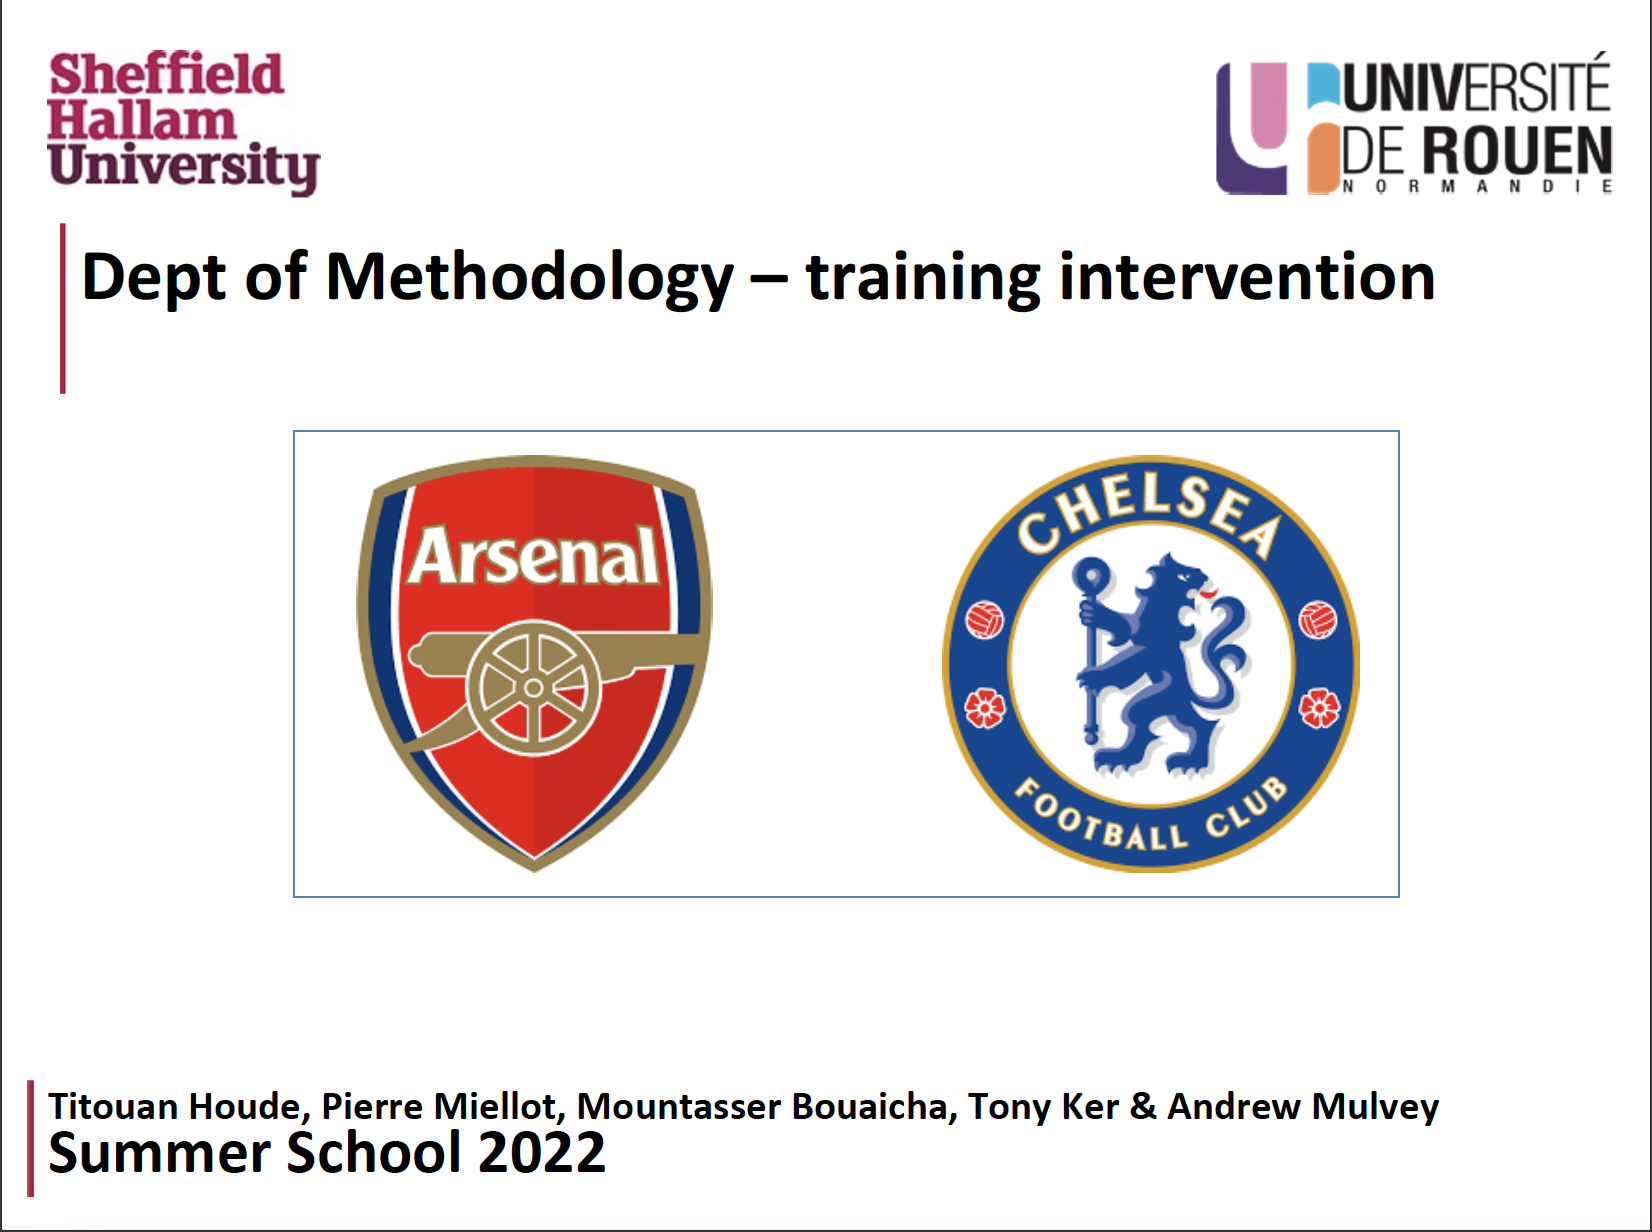 Sheffield
Hallam
University
UNIVERSITÉ
DE ROUEN
NORMANDIE
Dept of Methodology – training intervention
Arsenal
CHELSEA
FOOTBALL CLUB
Titouan Houde, Pierre Miellot, Mountasser Bouaicha, Tony Ker & Andrew Mulvey
Summer School 2022